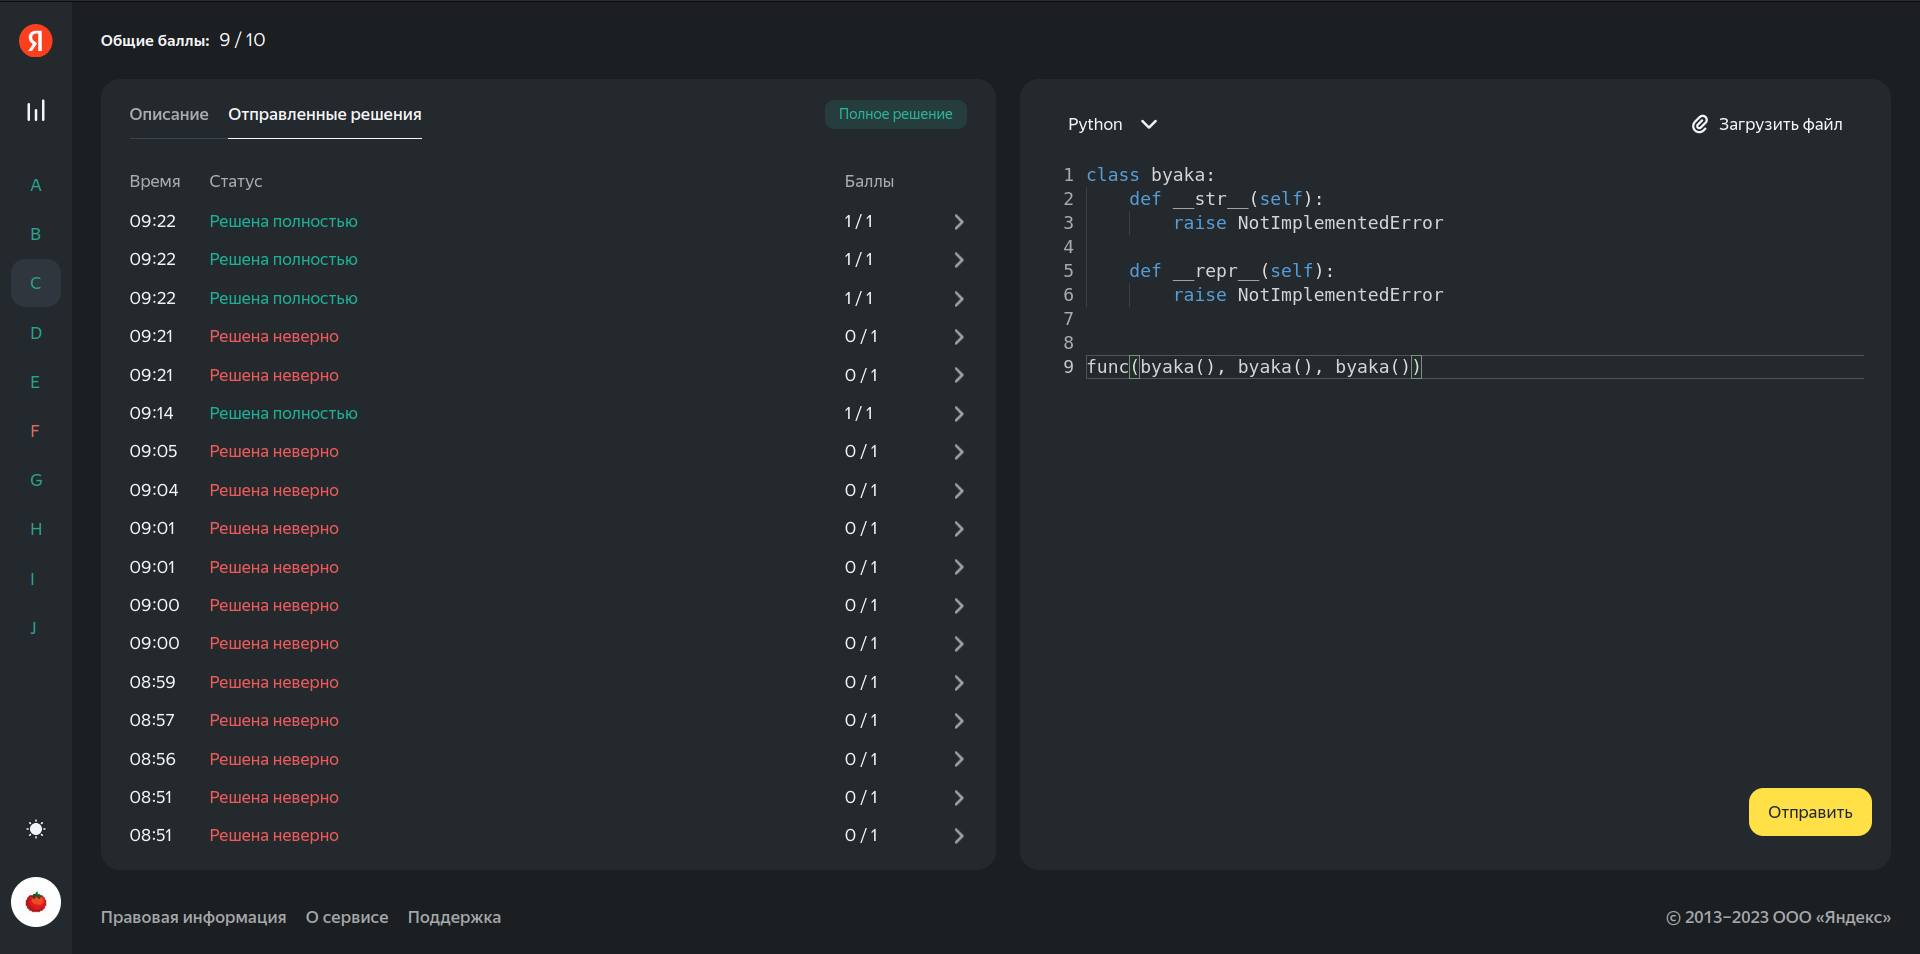 Я
Общие баллы: 9 / 10
A
B
C
D
E
F
G
H
I
J
Описание Отправленные решения Полное решение
Время Статус Баллы
09:22 Решена полностью 1 / 1
09:22 Решена полностью 1 / 1
09:22 Решена полностью 1 / 1
09:21 Решена неверно 0 / 1
09:21 Решена неверно 0 / 1
09:14 Решена полностью 1 / 1
09:05 Решена неверно 0 / 1
09:04 Решена неверно 0 / 1
09:01 Решена неверно 0 / 1
09:01 Решена неверно 0 / 1
09:00 Решена неверно 0 / 1
09:00 Решена неверно 0 / 1
08:59 Решена неверно 0 / 1
08:57 Решена неверно 0 / 1
08:56 Решена неверно 0 / 1
08:51 Решена неверно 0 / 1
08:51 Решена неверно 0 / 1
Python Загрузить файл
1 class byaka:
2     def __str__(self):
3         raise NotImplementedError
4
5     def __repr__(self):
6         raise NotImplementedError
7
8
9 func(byaka(), byaka(), byaka())
Отправить
Правовая информация О сервисе Поддержка
© 2013–2023 ООО «Яндекс»